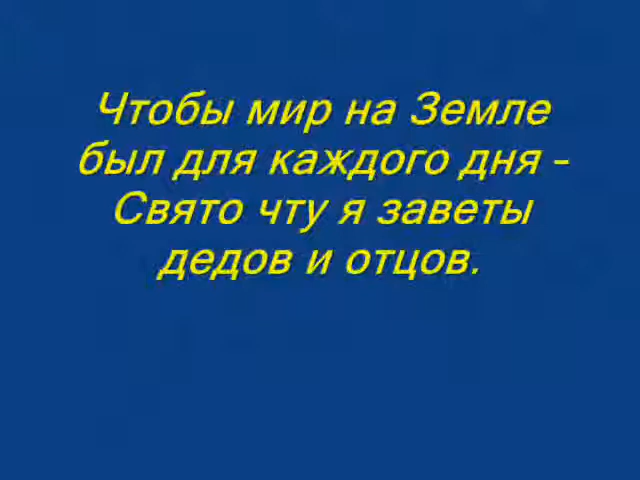 Чтобы мир на Земле
был для каждого дня –
Свято чту я заветы
дедов и отцов.